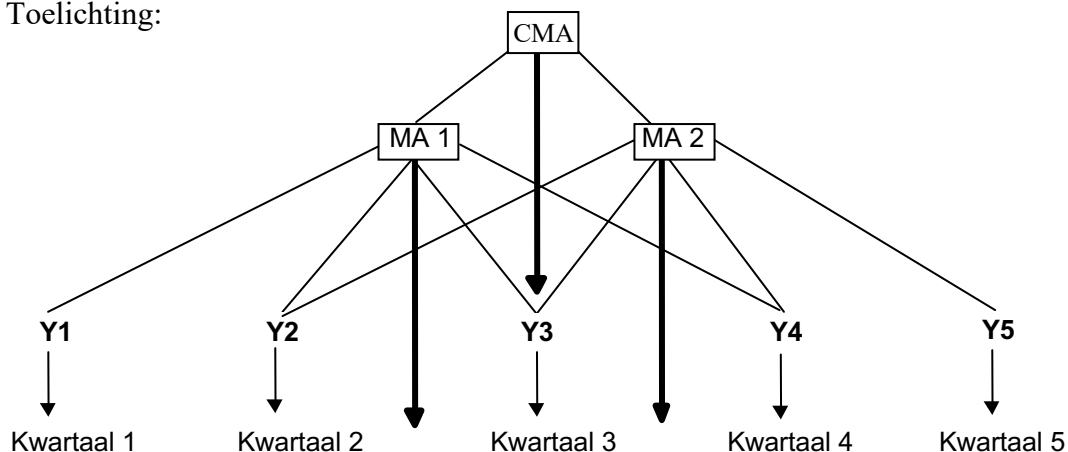 Toelichting:
CMA
MA 1 MA 2
Y1 Y2 Y3 Y4 Y5
Kwartaal 1 Kwartaal 2 Kwartaal 3 Kwartaal 4 Kwartaal 5